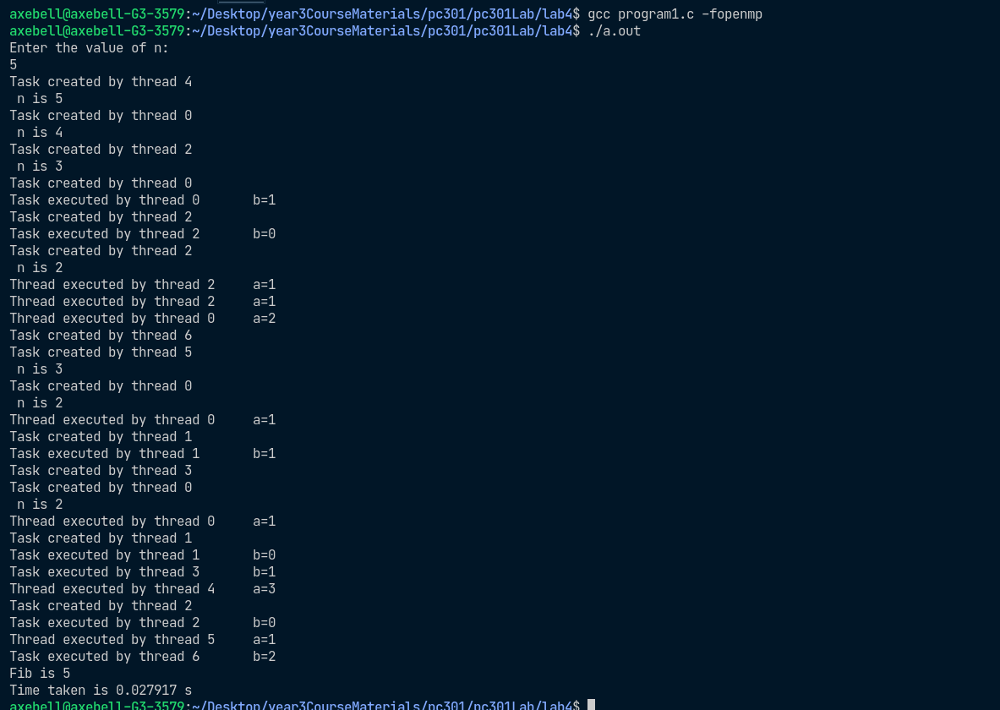 axebell@axebell-G3-3579:~/Desktop/year3CourseMaterials/pc301/pc301Lab/lab4$ gcc program1.c -fopenmp
axebell@axebell-G3-3579:~/Desktop/year3CourseMaterials/pc301/pc301Lab/lab4$ ./a.out
Enter the value of n:
5
Task created by thread 4
 n is 5
Task created by thread 0
 n is 4
Task created by thread 2
 n is 3
Task created by thread 0
Task executed by thread 0       b=1
Task created by thread 2
Task executed by thread 2       b=0
Task created by thread 2
 n is 2
Thread executed by thread 2     a=1
Thread executed by thread 2     a=1
Thread executed by thread 0     a=2
Task created by thread 6
Task created by thread 5
 n is 3
Task created by thread 0
 n is 2
Thread executed by thread 0     a=1
Task created by thread 1
Task executed by thread 1       b=1
Task created by thread 3
Task created by thread 0
 n is 2
Thread executed by thread 0     a=1
Task created by thread 1
Task executed by thread 1       b=0
Task executed by thread 3       b=1
Thread executed by thread 4     a=3
Task created by thread 2
Task executed by thread 2       b=0
Thread executed by thread 5     a=1
Task executed by thread 6       b=2
Fib is 5
Time taken is 0.027917 s
axebell@axebell-G3-3579:~/Desktop/year3CourseMaterials/pc301/pc301Lab/lab4$